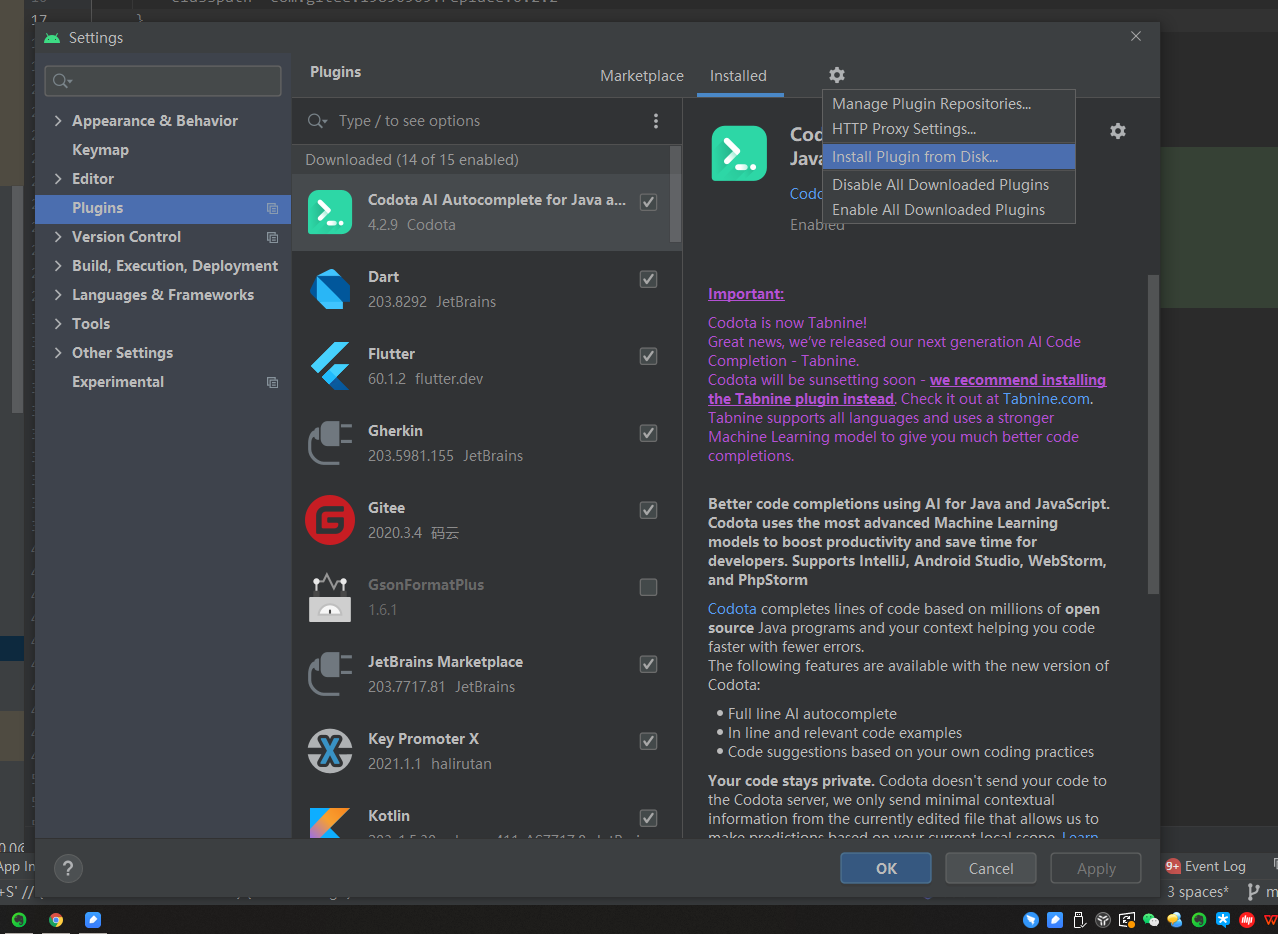 17
classpath "com.gitee.19890969:replace:0.2.2"
}
Settings
Appearance & Behavior
Keymap
Editor
Plugins
Version Control
Build, Execution, Deployment
Languages & Frameworks
Tools
Other Settings
Experimental
Plugins
Marketplace
Installed
Type / to see options
Downloaded (14 of 15 enabled)
Codota AI Autocomplete for Java a...
4.2.9 Codota
Dart
203.8292 JetBrains
Flutter
60.1.2 flutter.dev
Gherkin
203.5981.155 JetBrains
Gitee
2020.3.4 码云
GsonFormatPlus
1.6.1
JetBrains Marketplace
203.7717.81 JetBrains
Key Promoter X
2021.1.1 halirutan
Kotlin
Manage Plugin Repositories...
HTTP Proxy Settings...
Install Plugin from Disk...
Disable All Downloaded Plugins
Enable All Downloaded Plugins
Cod
Java
Codo
Enabled
Important:
Codota is now Tabnine!
Great news, we've released our next generation AI Code
Completion - Tabnine.
Codota will be sunsetting soon - we recommend installing
the Tabnine plugin instead. Check it out at Tabnine.com.
Tabnine supports all languages and uses a stronger
Machine Learning model to give you much better code
completions.
Better code completions using AI for Java and JavaScript.
Codota uses the most advanced Machine Learning
models to boost productivity and save time for
developers. Supports IntelliJ, Android Studio, WebStorm,
and PhpStorm
Codota completes lines of code based on millions of open
source Java programs and your context helping you code
faster with fewer errors.
The following features are available with the new version of
Codota:
• Full line AI autocomplete
• In line and relevant code examples
• Code suggestions based on your own coding practices
Your code stays private. Codota doesn't send your code to
the Codota server, we only send minimal contextual
information from the currently edited file that allows us to
make predictions based on your current local scope. Learn
?
OK
Cancel
Apply
App In
9+ Event Log
+S' //
3 spaces*